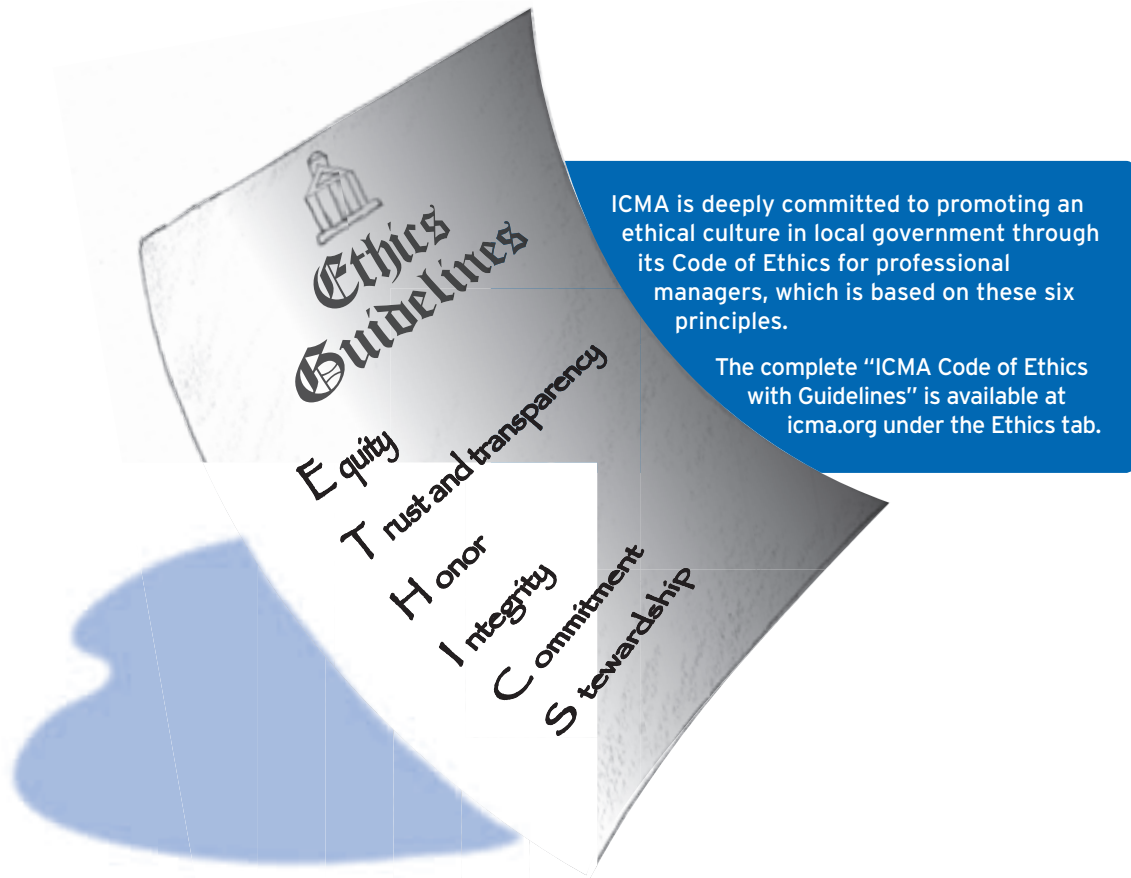 Ethics
Guidelines
Equity
Trust and transparency
Honor
Integrity
Commitment
Stewardship
ICMA is deeply committed to promoting an
ethical culture in local government through
its Code of Ethics for professional
managers, which is based on these six
principles.
The complete “ICMA Code of Ethics
with Guidelines” is available at
icma.org under the Ethics tab.